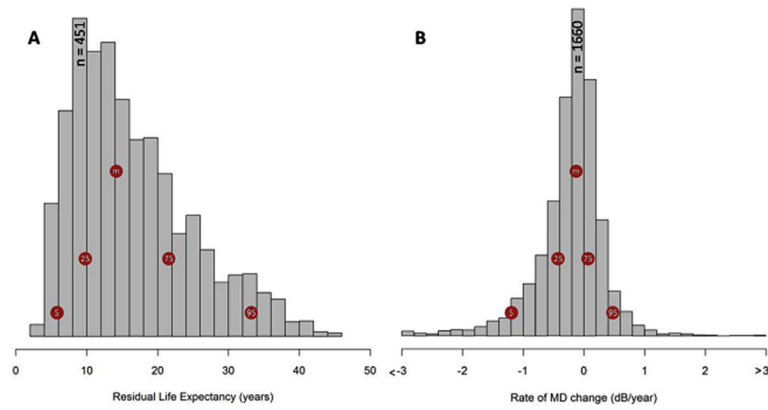 A
n = 451
m
25
75
5
95
0 10 20 30 40 50
Residual Life Expectancy (years)
B
n = 1660
m
25
75
5
95
<-3 -2 -1 0 1 2 >3
Rate of MD change (dB/year)